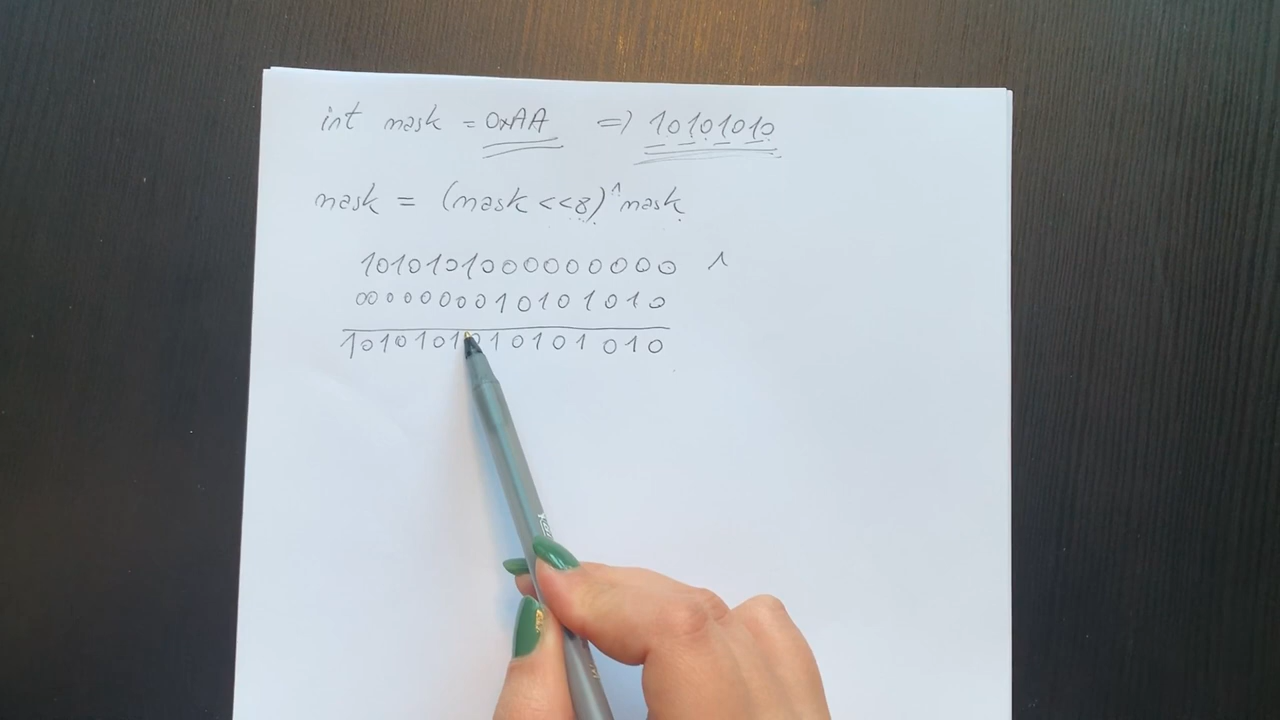 int mask = 0xAA => 10101010
mask = (mask <<8)^mask
1010101000000000 ^
0000000010101010
1010101010101010